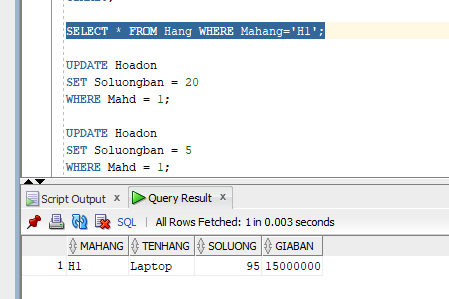 SELECT * FROM Hang WHERE Mahang='H1';
UPDATE Hoadon
SET Soluongban = 20
WHERE Mahd = 1;
UPDATE Hoadon
SET Soluongban = 5
WHERE Mahd = 1;
Script Output x Query Result x
SQL | All Rows Fetched: 1 in 0.003 seconds
MAHANG TENHANG SOLUONG GIABAN
1 H1 Laptop 95 15000000